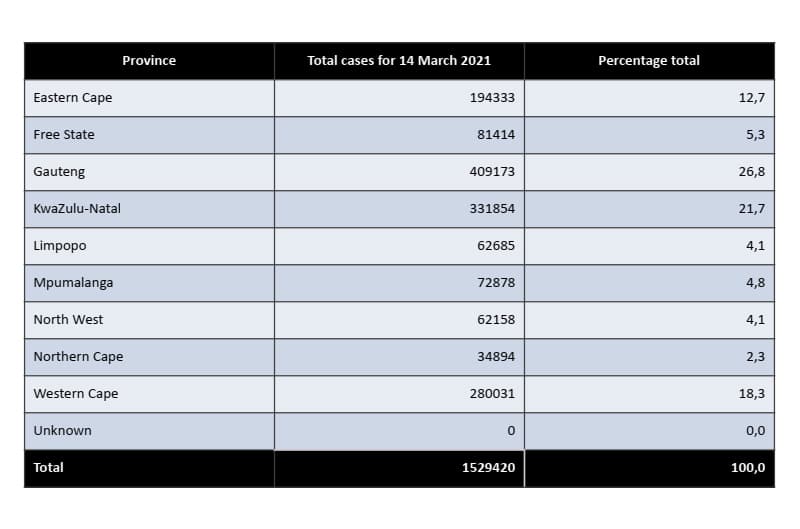 Province Total cases for 14 March 2021 Percentage total
Eastern Cape 194333 12,7
Free State 81414 5,3
Gauteng 409173 26,8
KwaZulu-Natal 331854 21,7
Limpopo 62685 4,1
Mpumalanga 72878 4,8
North West 62158 4,1
Northern Cape 34894 2,3
Western Cape 280031 18,3
Unknown 0 0,0
Total 1529420 100,0